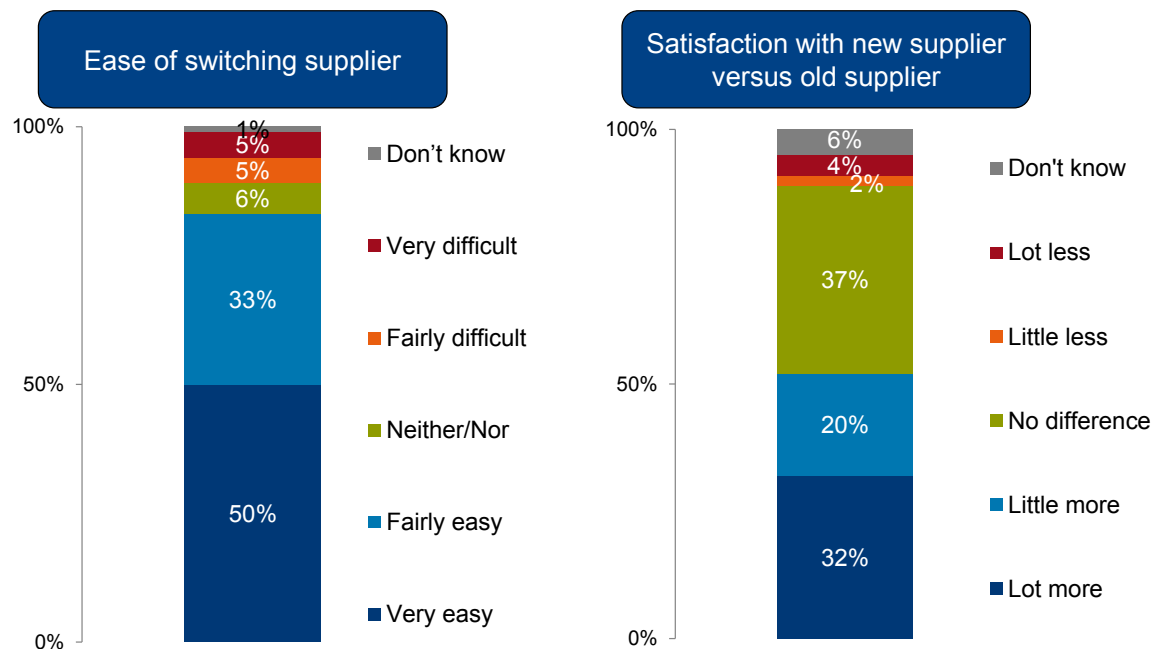 Ease of switching supplier
100%
50%
0%
1%
5%
5%
6%
33%
50%
Don’t know
Very difficult
Fairly difficult
Neither/Nor
Fairly easy
Very easy
Satisfaction with new supplier
versus old supplier
100%
50%
0%
6%
4%
2%
37%
20%
32%
Don't know
Lot less
Little less
No difference
Little more
Lot more